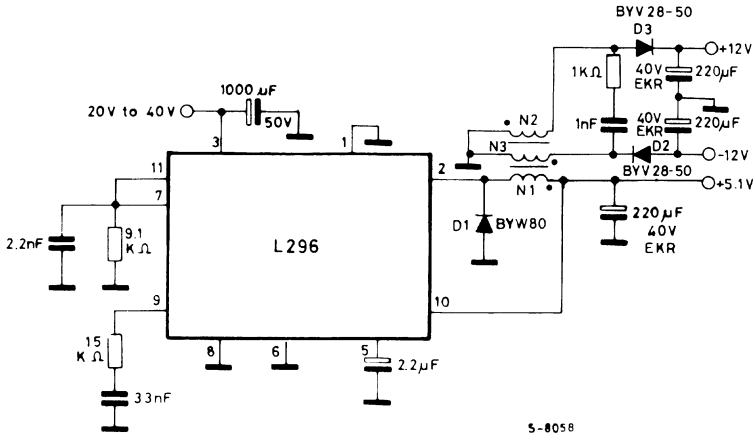 BYV 28-50
D3
+12V
1KΩ
40V
EKR
220µF
1000 µF
50V
20V to 40V
N2
1nF
40V
EKR
220µF
3
1
N3
D2
-12V
BYV 28-50
11
2
+5.1V
7
N1
2.2nF
9.1
KΩ
L296
D1
BYW80
220µF
40V
EKR
9
10
15
KΩ
8
6
5
2.2µF
33nF
S-8058